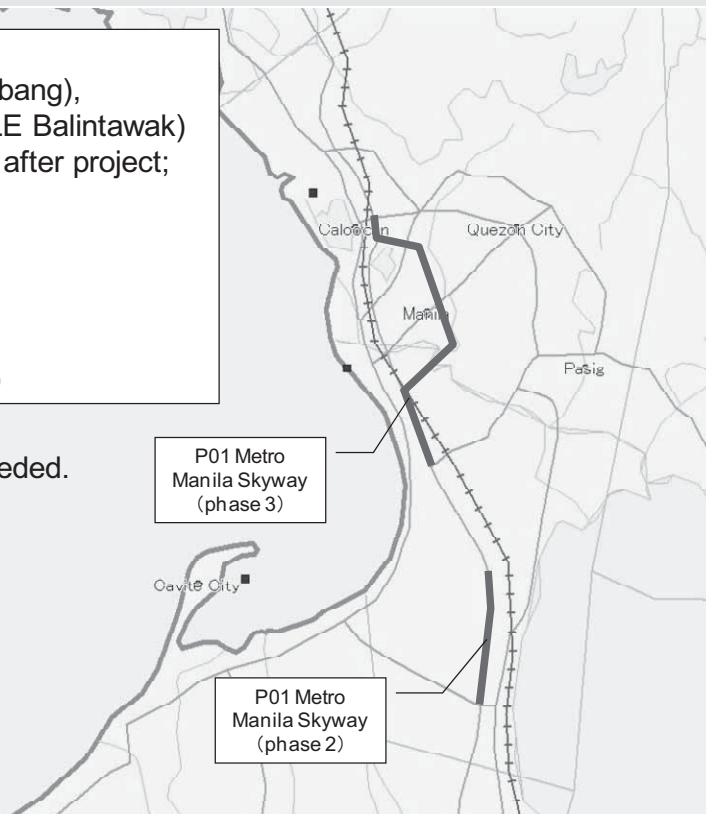 bang),
LE Balintawak)
after project;
Caloocan
Quezon City
Manila
Pasig
eded.
P01 Metro
Manila Skyway
(phase 3)
Cavite City
P01 Metro
Manila Skyway
(phase 2)